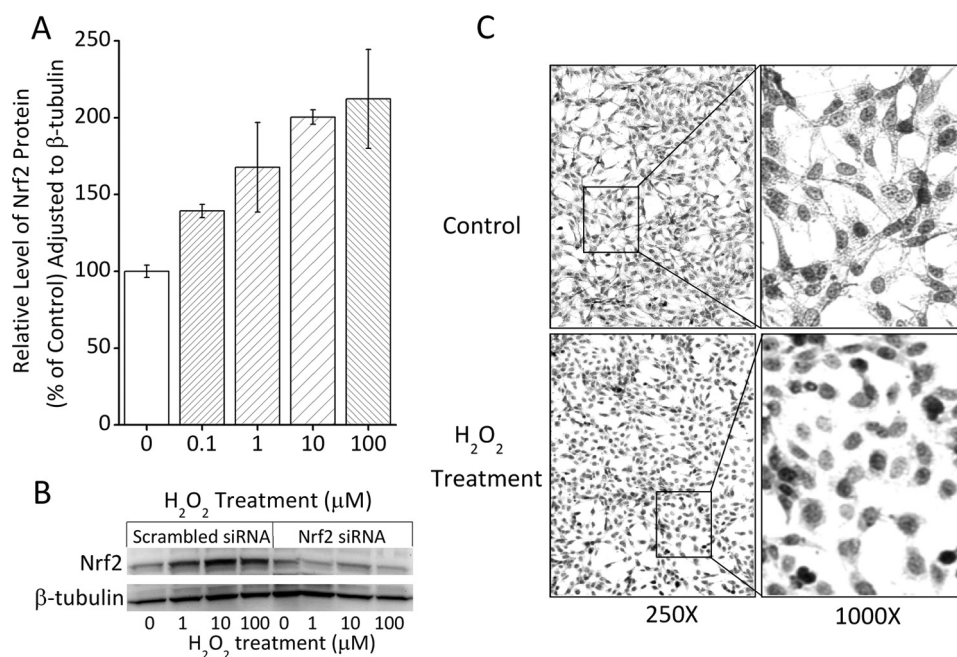 A
Relative Level of Nrf2 Protein
(% of Control) Adjusted to β-tubulin
250
200
150
100
50
0
0 0.1 1 10 100
H₂O₂ Treatment (μM)
B
Scrambled siRNA Nrf2 siRNA
Nrf2
β-tubulin
0 1 10 100 0 1 10 100
H₂O₂ treatment (μM)
C
Control
H₂O₂
Treatment
250X 1000X